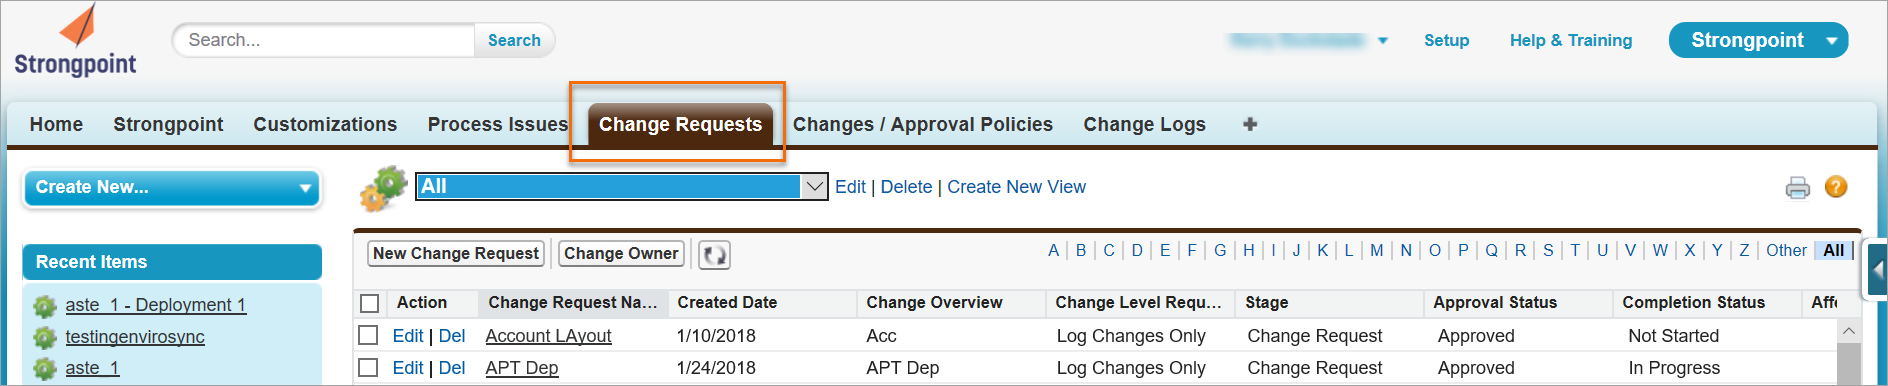 Strongpoint
Search... Search
Setup Help & Training Strongpoint
Home Strongpoint Customizations Process Issues Change Requests Changes / Approval Policies Change Logs +
Create New...
All Edit | Delete | Create New View
?
Recent Items
aste_1 - Deployment 1
testingenvirosync
aste_1
New Change Request Change Owner
A | B | C | D | E | F | G | H | I | J | K | L | M | N | O | P | Q | R | S | T | U | V | W | X | Y | Z | Other | All
Action Change Request Na... Created Date Change Overview Change Level Requ... Stage Approval Status Completion Status Affe
Edit | Del Account LAyout 1/10/2018 Acc Log Changes Only Change Request Approved Not Started
Edit | Del APT Dep 1/24/2018 APT Dep Log Changes Only Change Request Approved In Progress